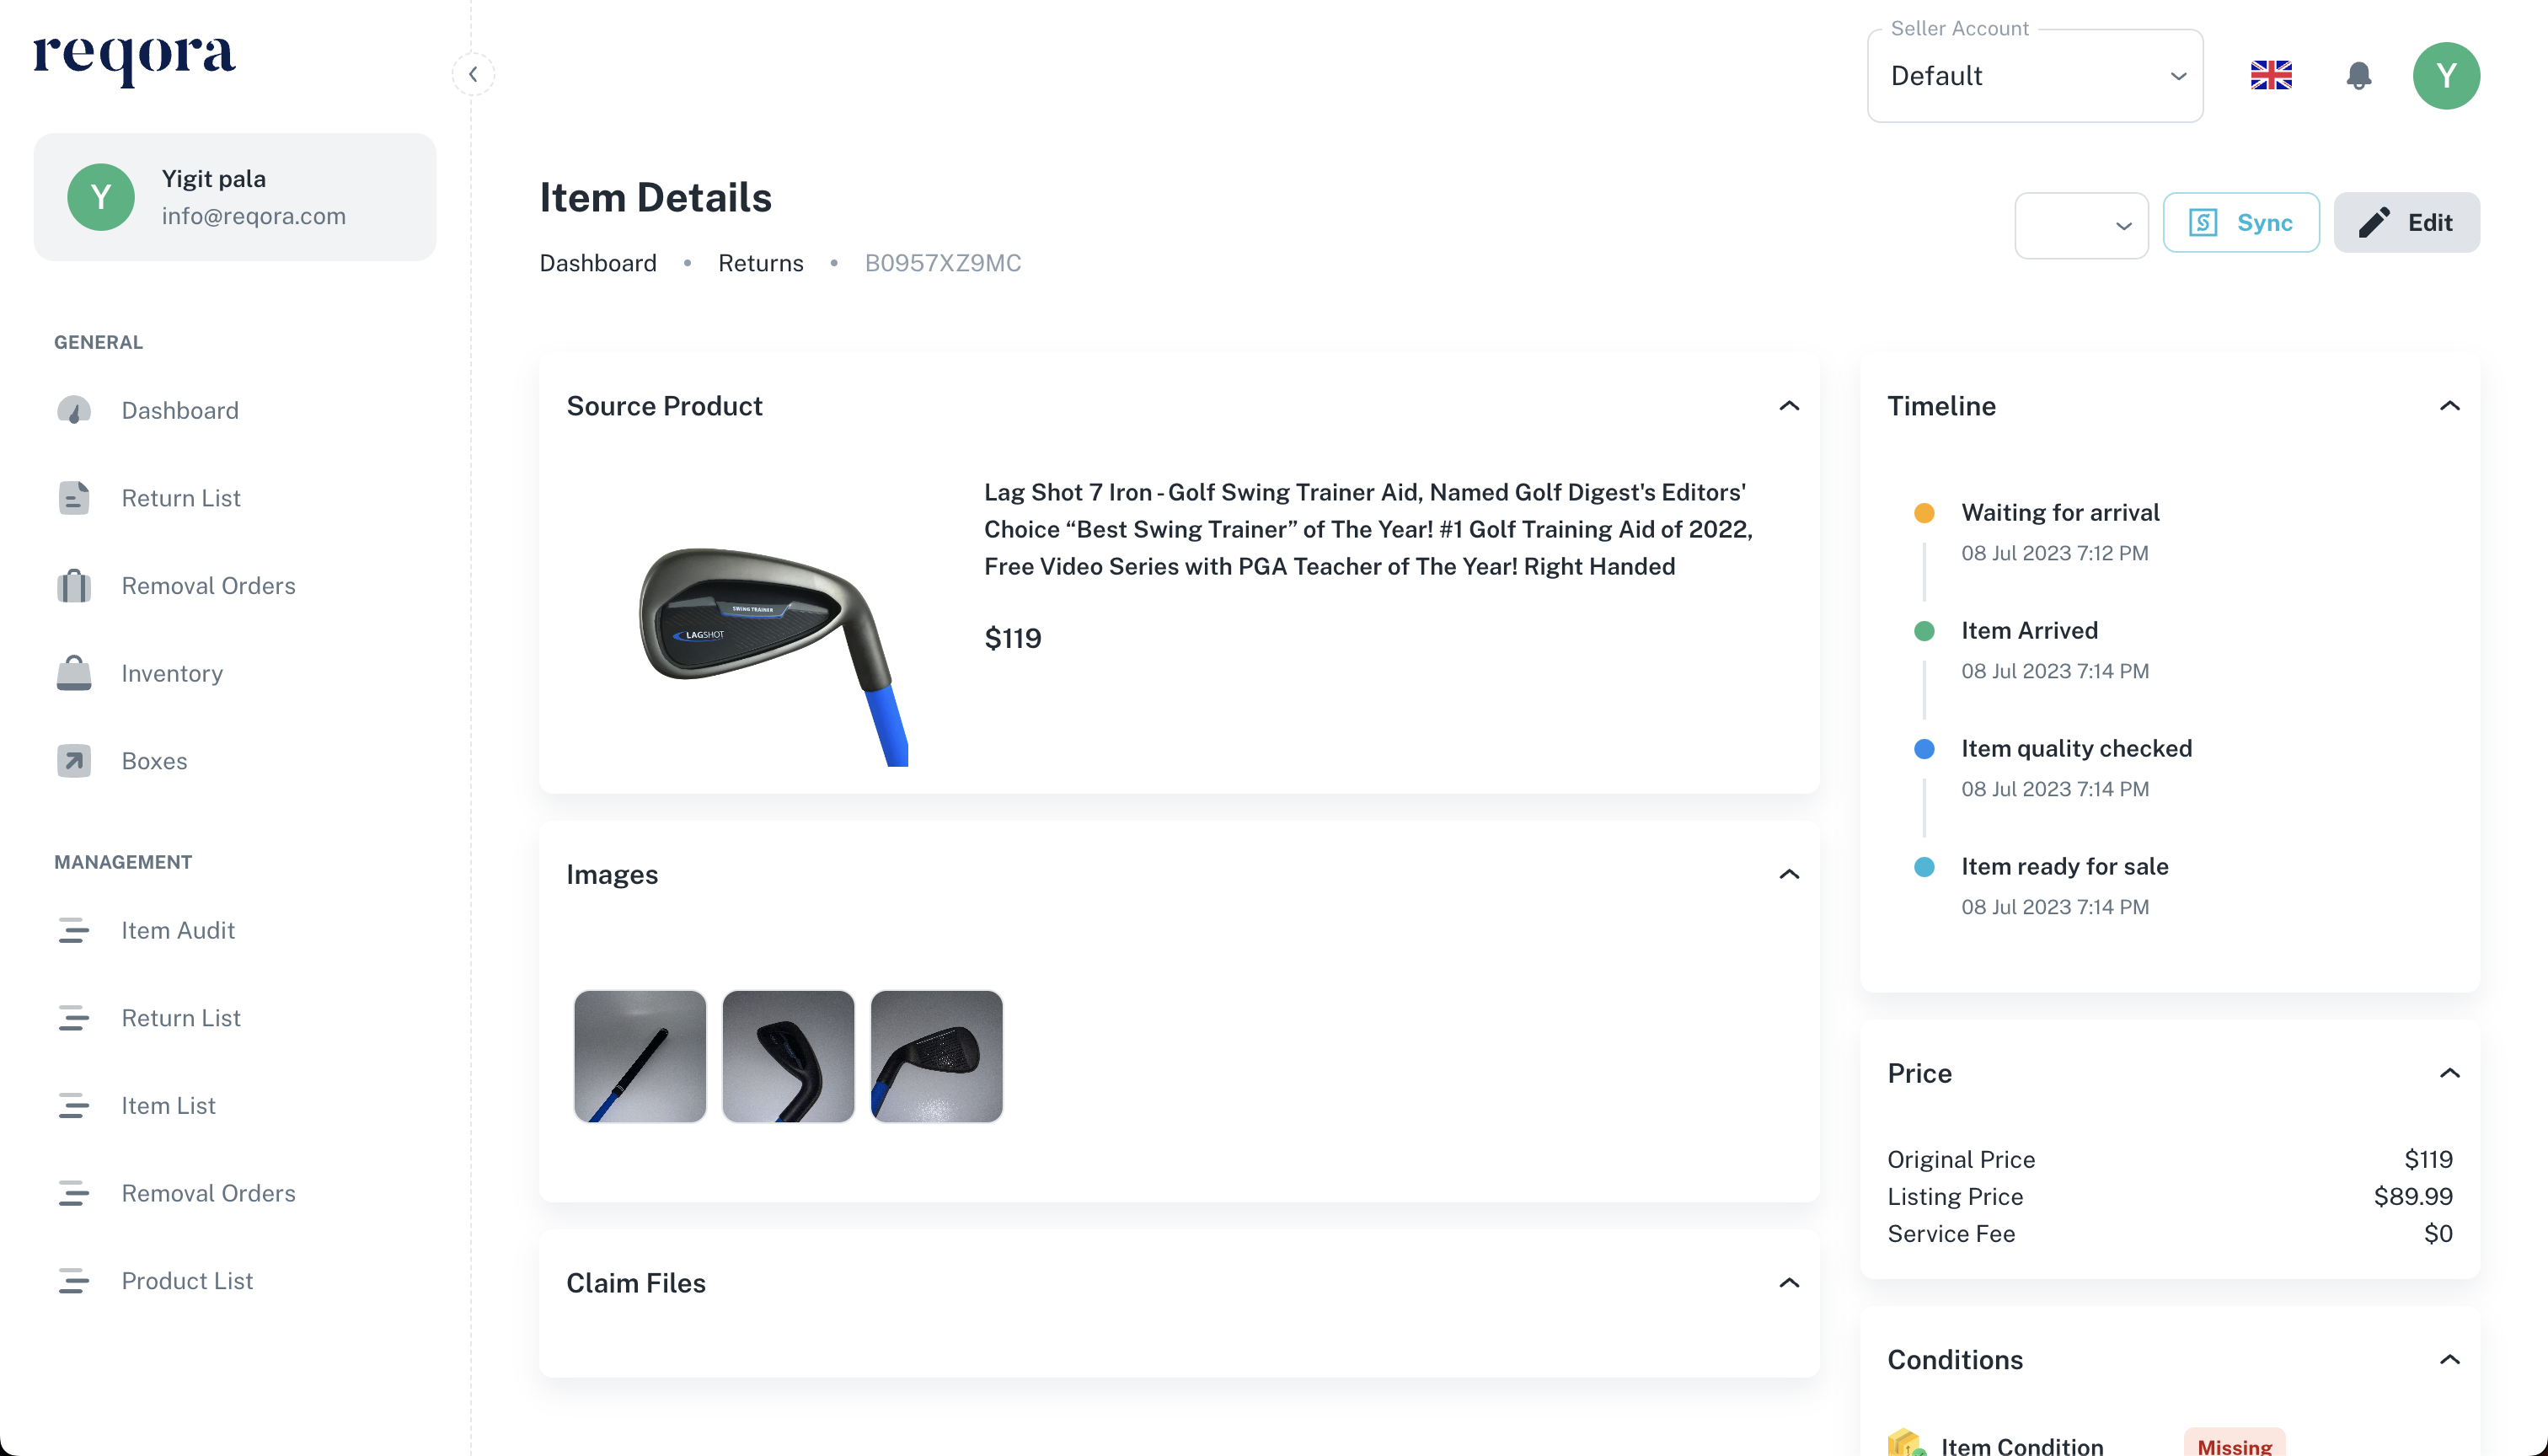 reqora
Yigit pala
info@reqora.com
GENERAL
Dashboard
Return List
Removal Orders
Inventory
Boxes
MANAGEMENT
Item Audit
Return List
Item List
Removal Orders
Product List
Seller Account
Default
Y
Y
Item Details
Dashboard • Returns • B0957XZ9MC
Sync
Edit
Source Product
SWING TRAINER
LAGSHOT
Lag Shot 7 Iron - Golf Swing Trainer Aid, Named Golf Digest's Editors'
Choice “Best Swing Trainer” of The Year! #1 Golf Training Aid of 2022,
Free Video Series with PGA Teacher of The Year! Right Handed
$119
Images
Claim Files
Timeline
Waiting for arrival
08 Jul 2023 7:12 PM
Item Arrived
08 Jul 2023 7:14 PM
Item quality checked
08 Jul 2023 7:14 PM
Item ready for sale
08 Jul 2023 7:14 PM
Price
Original Price $119
Listing Price $89.99
Service Fee $0
Conditions
Item Condition Missing